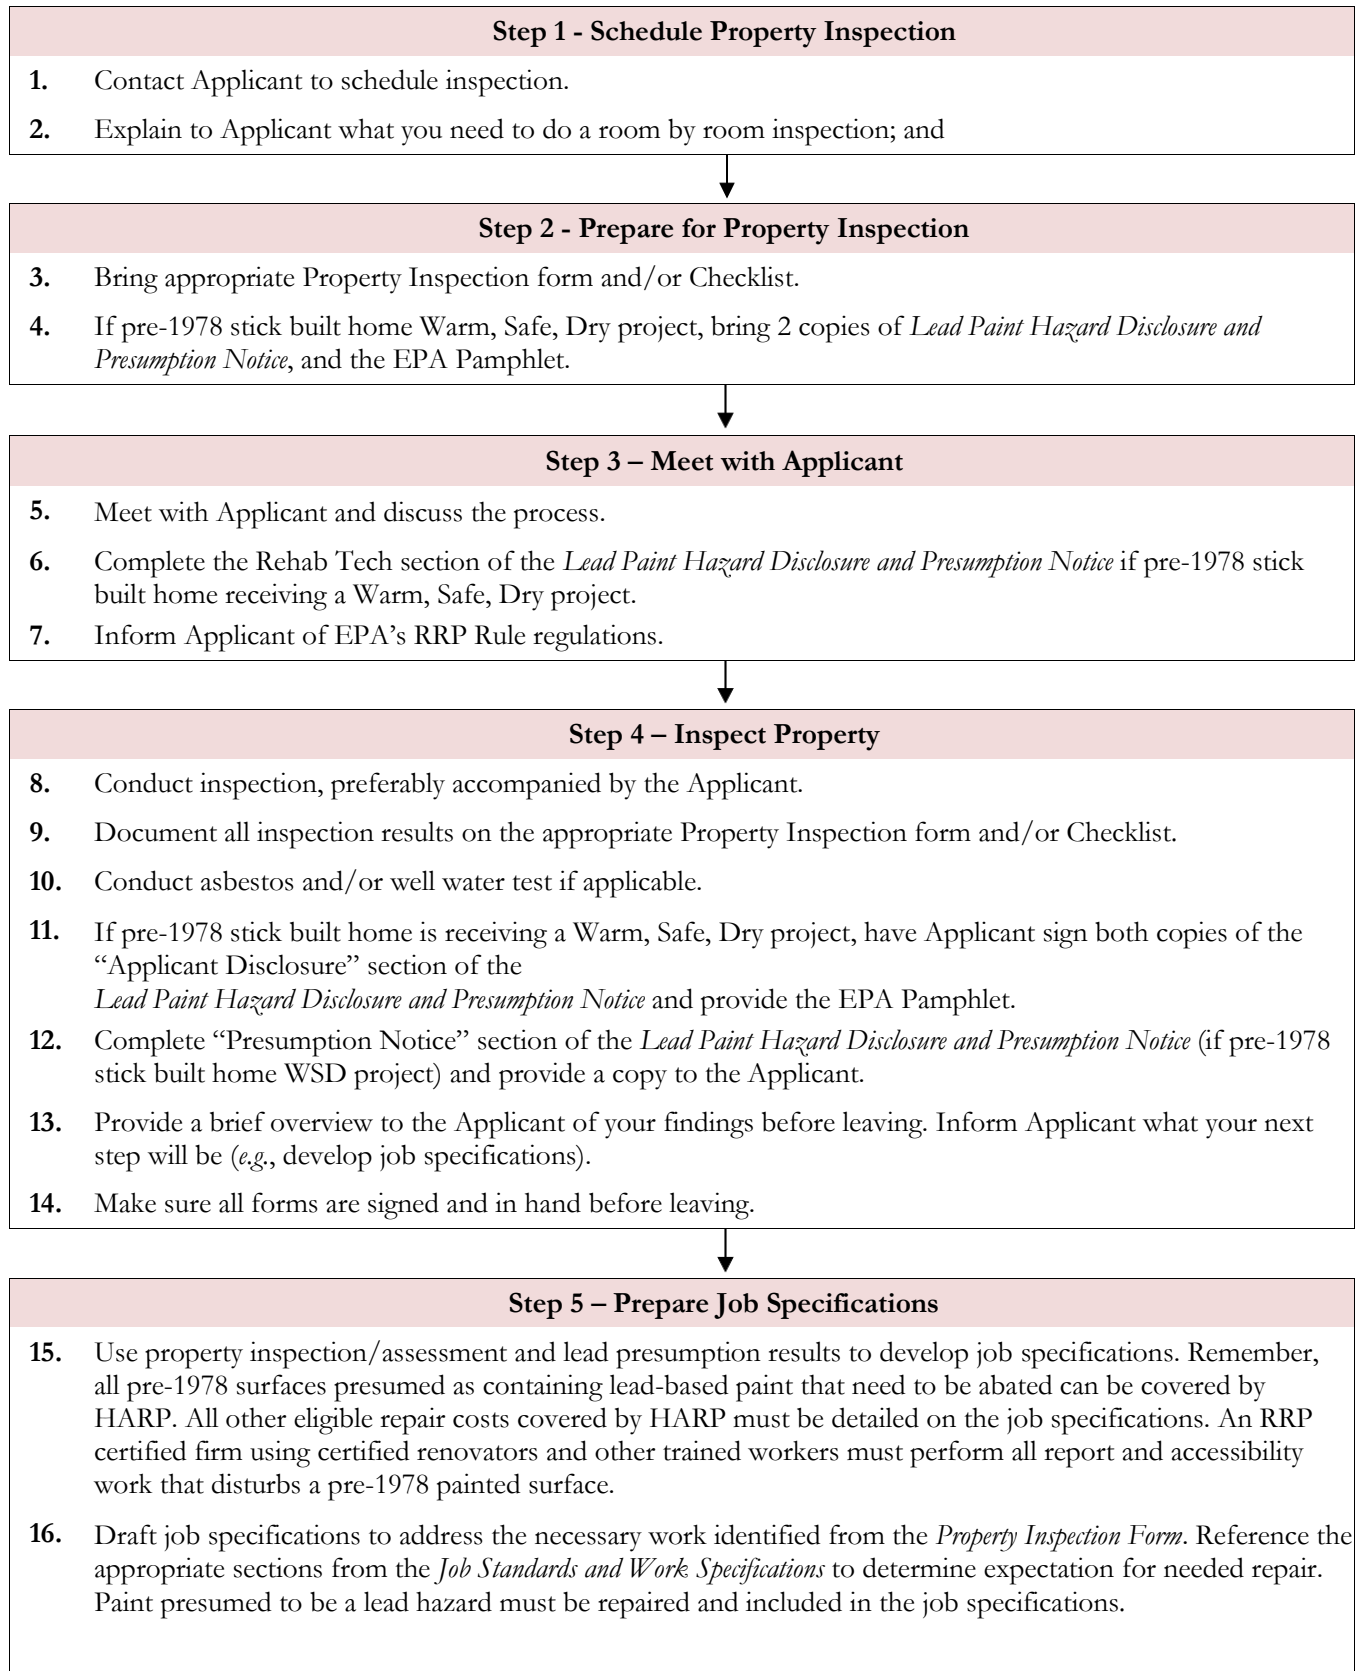 Step 1 - Schedule Property Inspection
1. Contact Applicant to schedule inspection.
2. Explain to Applicant what you need to do a room by room inspection; and
Step 2 - Prepare for Property Inspection
3. Bring appropriate Property Inspection form and/or Checklist.
4. If pre-1978 stick built home Warm, Safe, Dry project, bring 2 copies of Lead Paint Hazard Disclosure and
Presumption Notice, and the EPA Pamphlet.
Step 3 – Meet with Applicant
5. Meet with Applicant and discuss the process.
6. Complete the Rehab Tech section of the Lead Paint Hazard Disclosure and Presumption Notice if pre-1978 stick
built home receiving a Warm, Safe, Dry project.
7. Inform Applicant of EPA’s RRP Rule regulations.
Step 4 – Inspect Property
8. Conduct inspection, preferably accompanied by the Applicant.
9. Document all inspection results on the appropriate Property Inspection form and/or Checklist.
10. Conduct asbestos and/or well water test if applicable.
11. If pre-1978 stick built home is receiving a Warm, Safe, Dry project, have Applicant sign both copies of the
“Applicant Disclosure” section of the
Lead Paint Hazard Disclosure and Presumption Notice and provide the EPA Pamphlet.
12. Complete “Presumption Notice” section of the Lead Paint Hazard Disclosure and Presumption Notice (if pre-1978
stick built home WSD project) and provide a copy to the Applicant.
13. Provide a brief overview to the Applicant of your findings before leaving. Inform Applicant what your next
step will be (e.g., develop job specifications).
14. Make sure all forms are signed and in hand before leaving.
Step 5 – Prepare Job Specifications
15. Use property inspection/assessment and lead presumption results to develop job specifications. Remember,
all pre-1978 surfaces presumed as containing lead-based paint that need to be abated can be covered by
HARP. All other eligible repair costs covered by HARP must be detailed on the job specifications. An RRP
certified firm using certified renovators and other trained workers must perform all report and accessibility
work that disturbs a pre-1978 painted surface.
16. Draft job specifications to address the necessary work identified from the Property Inspection Form. Reference the
appropriate sections from the Job Standards and Work Specifications to determine expectation for needed repair.
Paint presumed to be a lead hazard must be repaired and included in the job specifications.